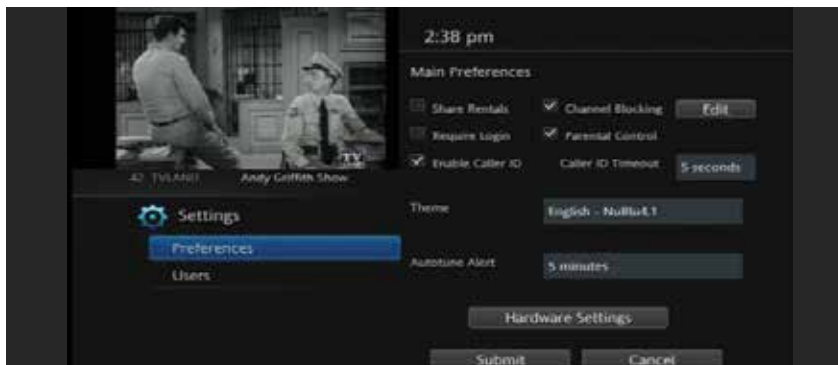 2:38 pm
Main Preferences
Share Rentals
Channel Blocking
Edit
Require Login
Parental Control
Enable Caller ID
Caller ID Timeout
5 seconds
TV
42 TVLAND Andy Griffith Show
Settings
Preferences
Users
Theme
English -
Autotune Alert
5 minutes
Hardware Settings
Submit
Cancel